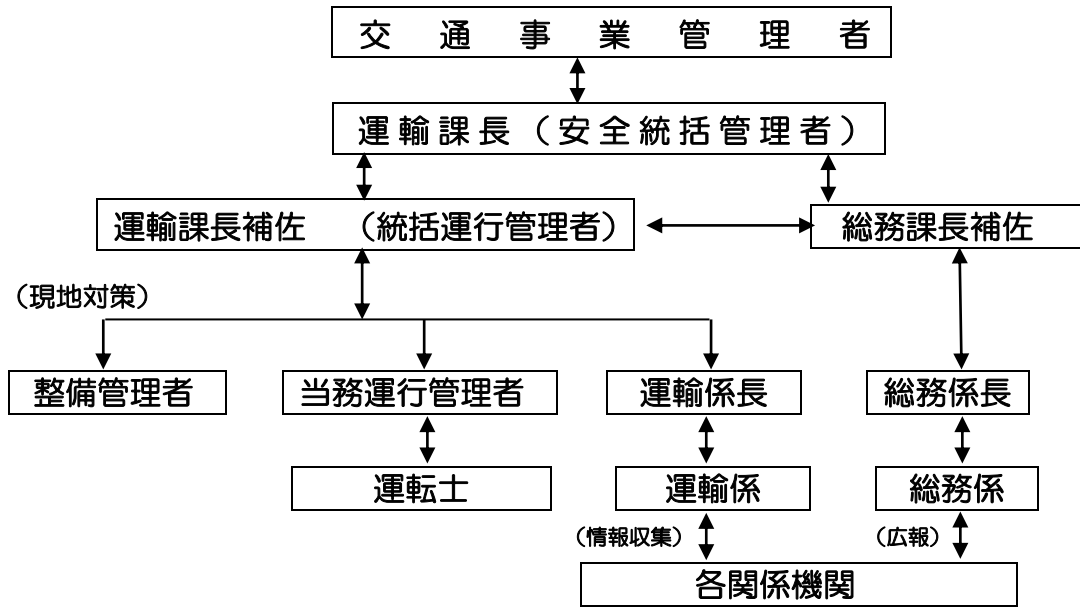 交通事業管理者
運輸課長（安全統括管理者）
運輸課長補佐　（統括運行管理者）
総務課長補佐
（現地対策）
整備管理者
当務運行管理者
運輸係長
総務係長
運転士
運輸係
総務係
（情報収集）
（広報）
各関係機関